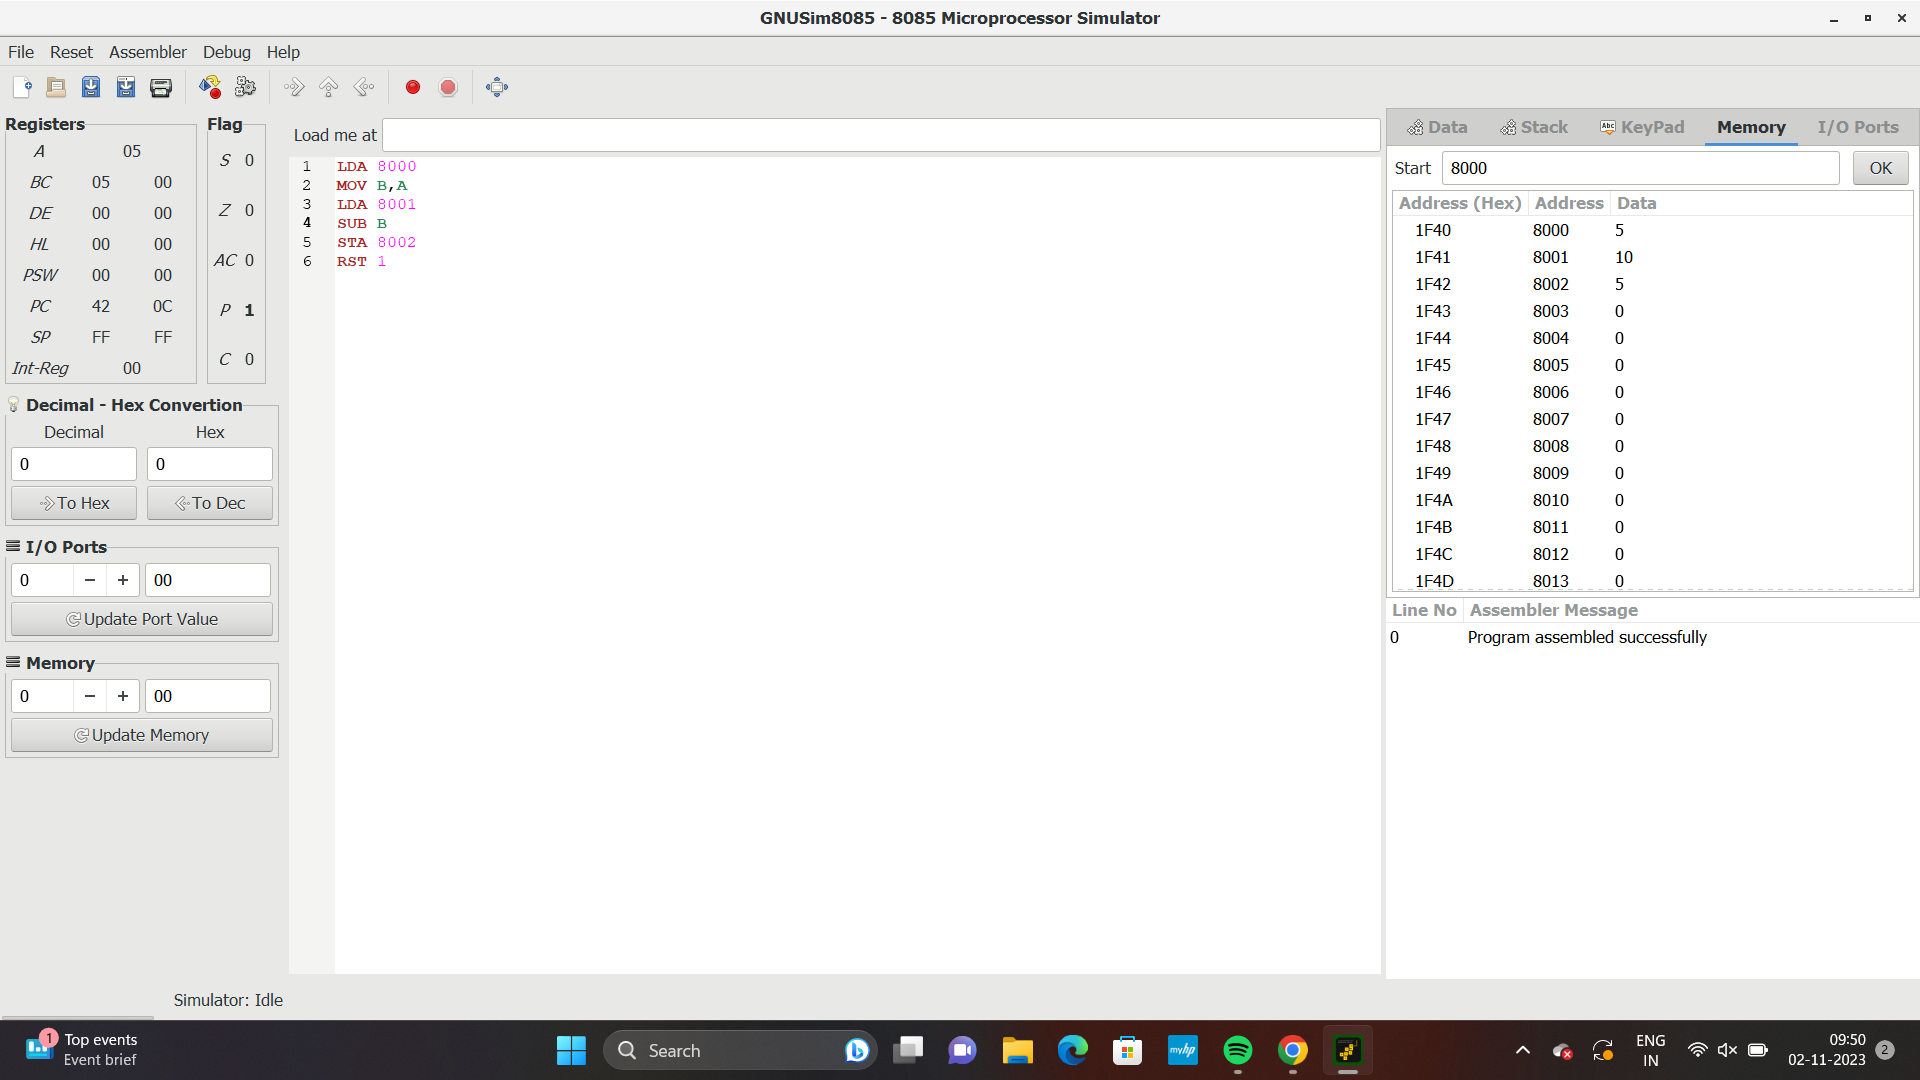 GNUSim8085 - 8085 Microprocessor Simulator
File Reset Assembler Debug Help
Registers
A 05
BC 05 00
DE 00 00
HL 00 00
PSW 00 00
PC 42 0C
SP FF FF
Int-Reg 00
Flag
S 0
Z 0
AC 0
P 1
C 0
Decimal - Hex Convertion
Decimal Hex
0 0
To Hex To Dec
I/O Ports
0 − + 00
Update Port Value
Memory
0 − + 00
Update Memory
Load me at
1 LDA 8000
2 MOV B,A
3 LDA 8001
4 SUB B
5 STA 8002
6 RST 1
Data Stack Abc KeyPad Memory I/O Ports
Start 8000 OK
Address (Hex) Address Data
1F40 8000 5
1F41 8001 10
1F42 8002 5
1F43 8003 0
1F44 8004 0
1F45 8005 0
1F46 8006 0
1F47 8007 0
1F48 8008 0
1F49 8009 0
1F4A 8010 0
1F4B 8011 0
1F4C 8012 0
1F4D 8013 0
Line No Assembler Message
0 Program assembled successfully
Simulator: Idle
1 Top events
Event brief
Search
myhp
ENG
IN
09:50
02-11-2023
2